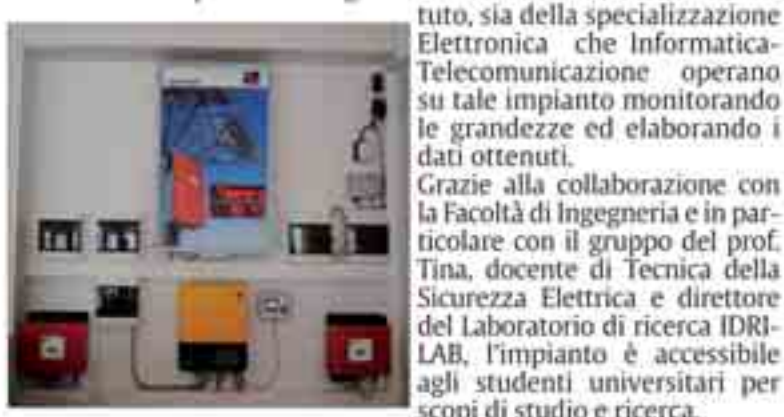 tuto, sia della specializzazione
Elettronica che Informatica-
Telecomunicazione operano
su tale impianto monitorando
le grandezze ed elaborando i
dati ottenuti.
Grazie alla collaborazione con
la Facoltà di Ingegneria e in par-
ticolare con il gruppo del prof.
Tina, docente di Tecnica della
Sicurezza Elettrica e direttore
del Laboratorio di ricerca IDRI-
LAB, l'impianto è accessibile
agli studenti universitari per
scopi di studio e ricerca.